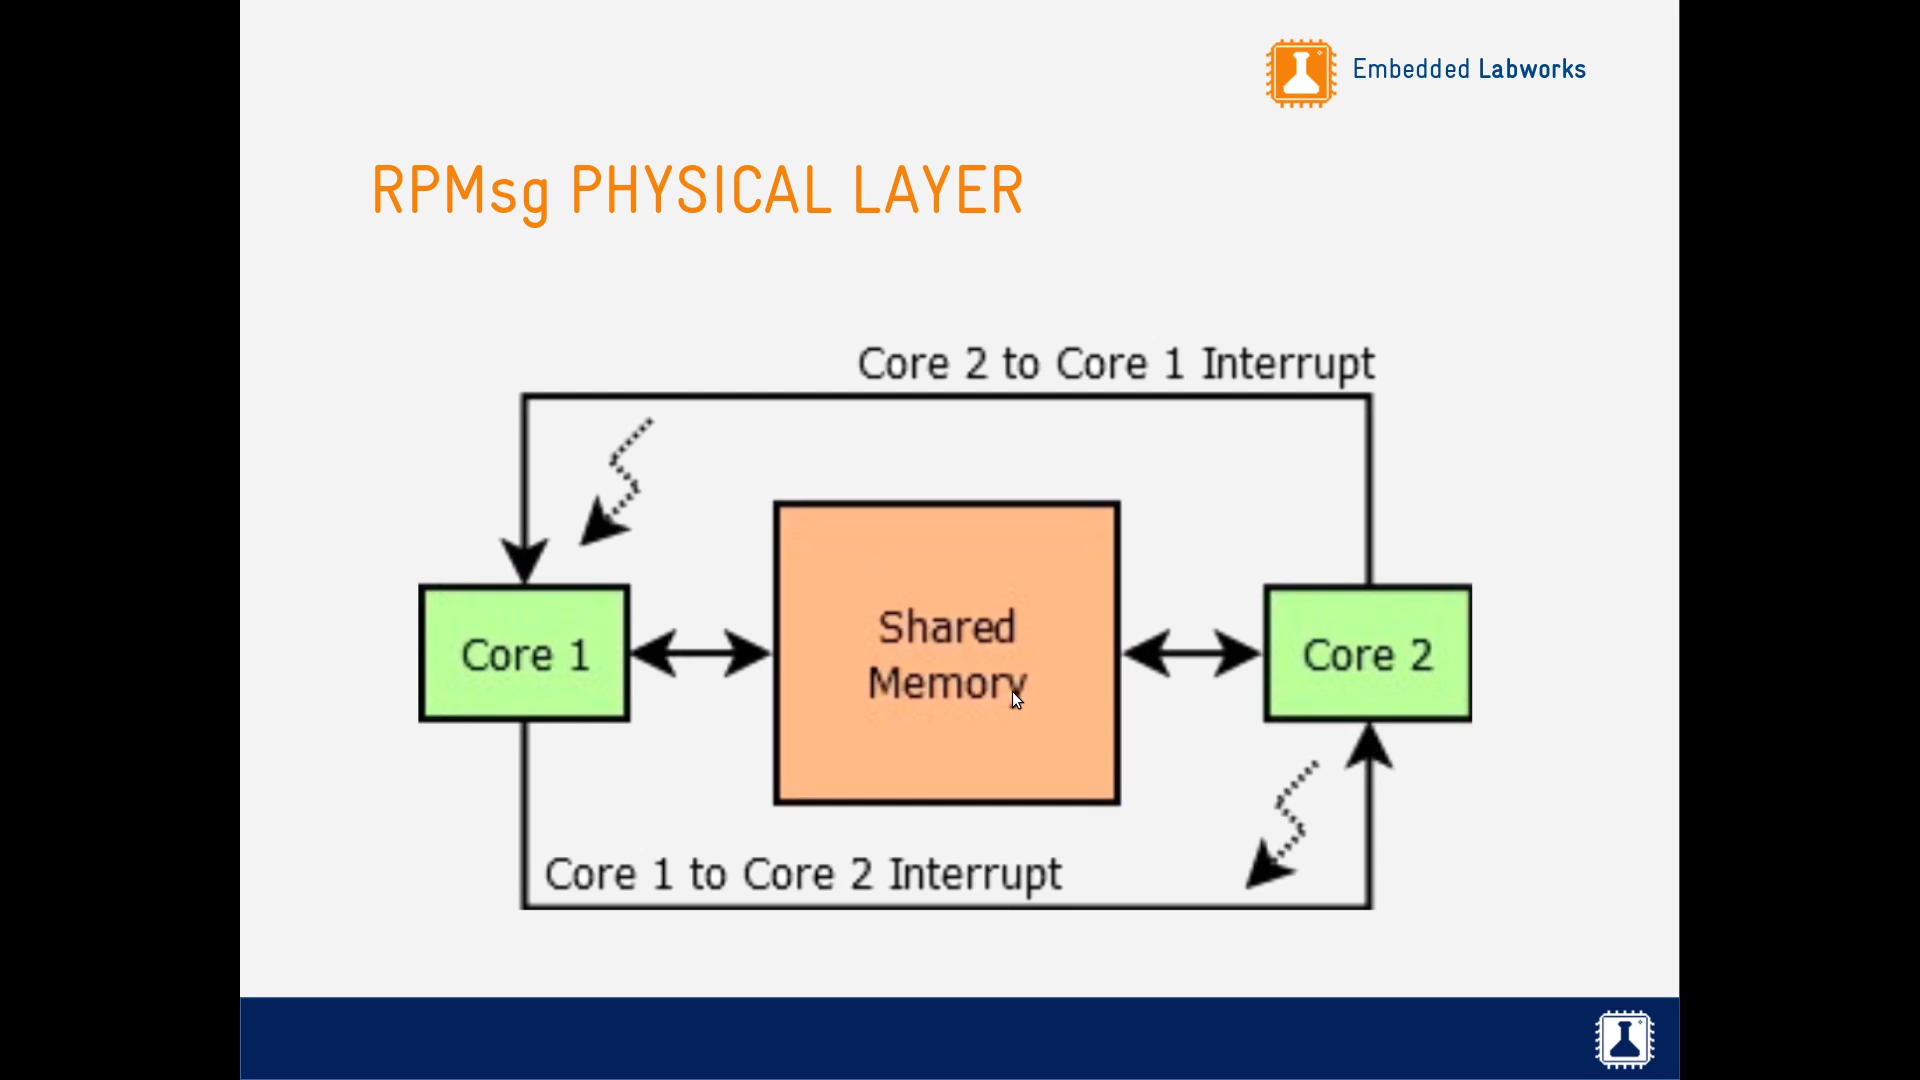 Embedded Labworks
RPMsg PHYSICAL LAYER
Core 2 to Core 1 Interrupt
Shared
Memory
Core 1
Core 2
Core 1 to Core 2 Interrupt